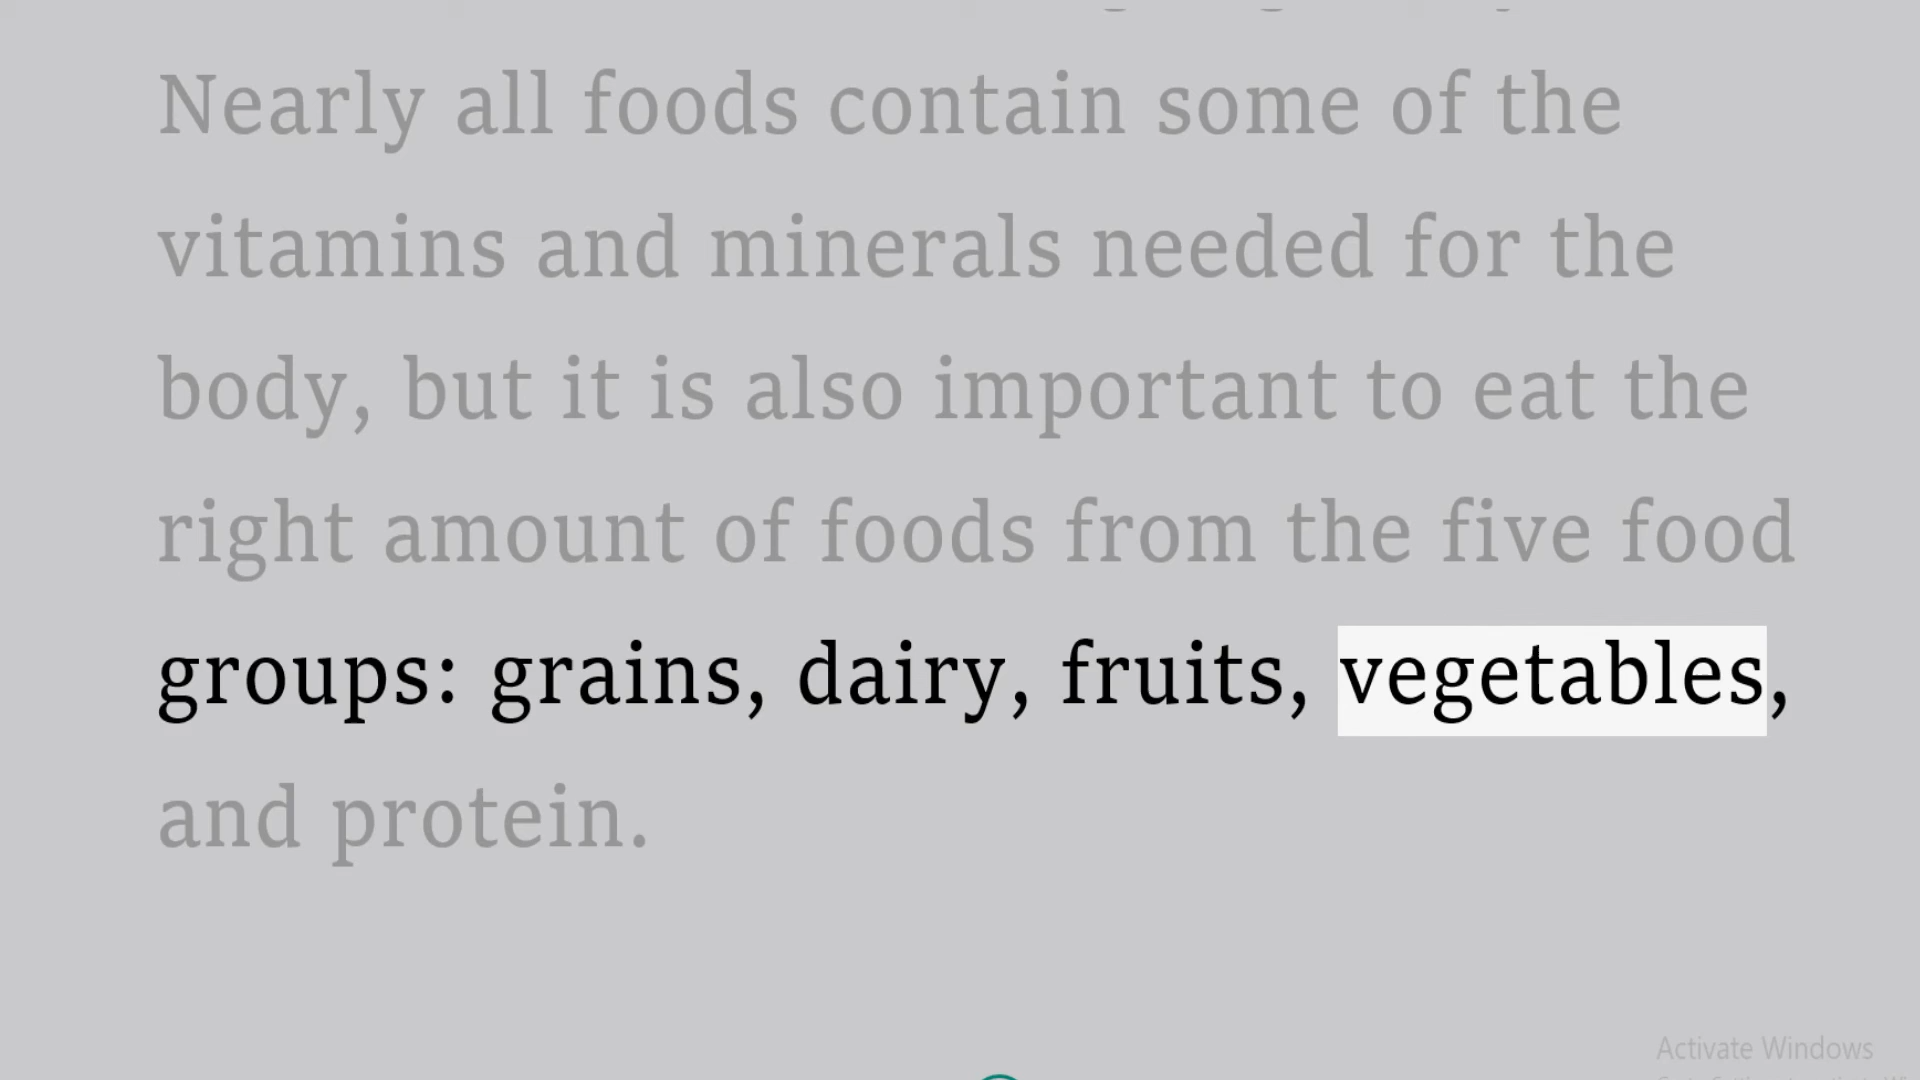 Nearly all foods contain some of the
vitamins and minerals needed for the
body, but it is also important to eat the
right amount of foods from the five food
groups: grains, dairy, fruits, vegetables,
and protein.
Activate Windows